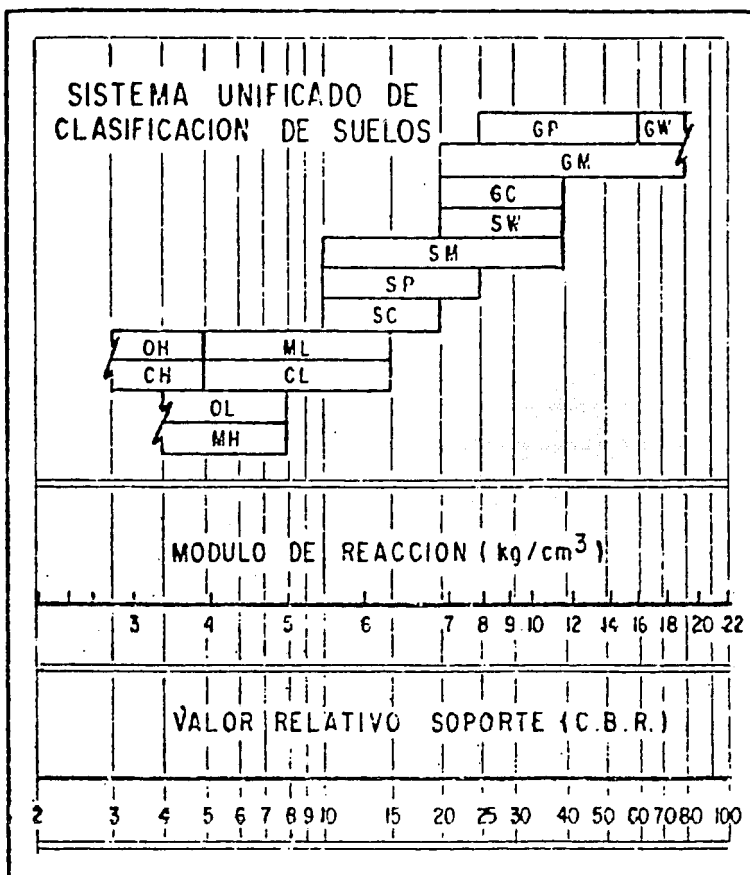 SISTEMA UNIFICADO DE
CLASIFICACION DE SUELOS
GP GW
GM
GC
SW
SM
SP
SC
OH ML
CH CL
OL
MH
MODULO DE REACCION ( kg/cm³ )
3 4 5 6 7 8 9 10 12 14 16 18 20 22
VALOR RELATIVO SOPORTE ( C.B.R.)
2 3 4 5 6 7 8 9 10 15 20 25 30 40 50 60 70 80 100